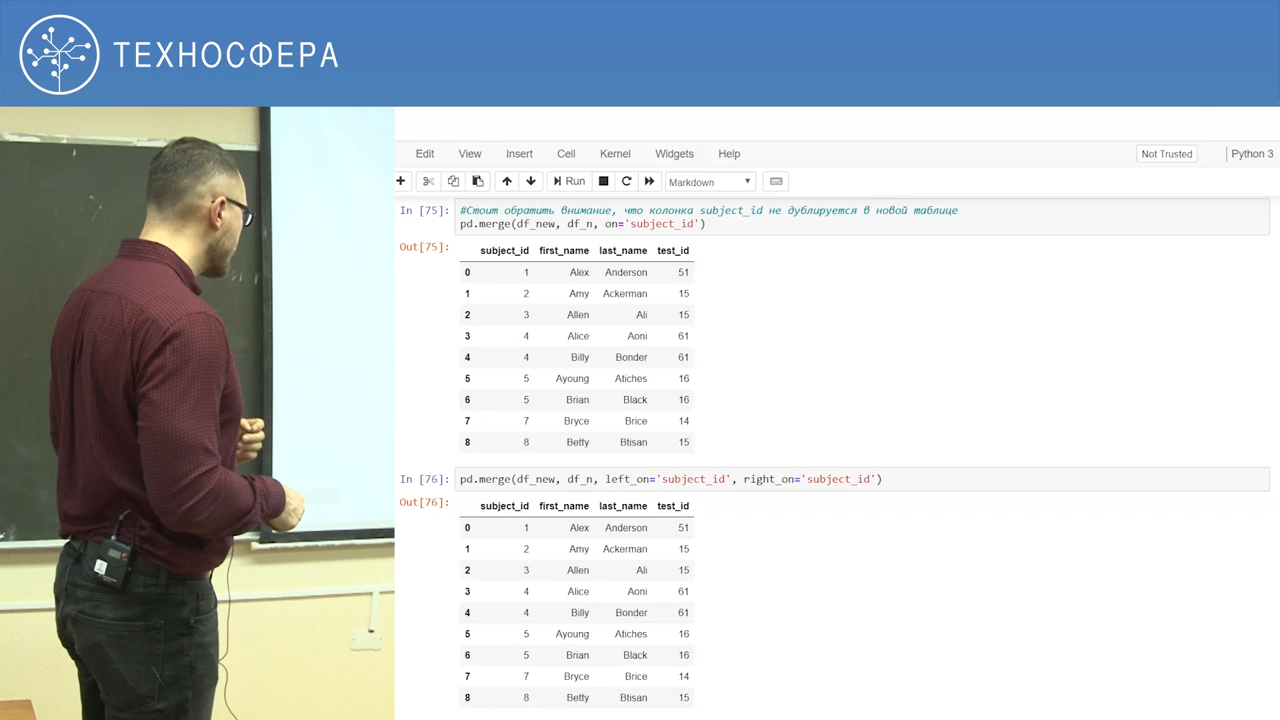 ТЕХНОСФЕРА
Edit View Insert Cell Kernel Widgets Help Not Trusted Python 3
Run Markdown
In [75]: #Стоит обратить внимание, что колонка subject_id не дублируется в новой таблице
pd.merge(df_new, df_n, on='subject_id')
Out[75]:
subject_id first_name last_name test_id
0 1 Alex Anderson 51
1 2 Amy Ackerman 15
2 3 Allen Ali 15
3 4 Alice Aoni 61
4 4 Billy Bonder 61
5 5 Ayoung Atiches 16
6 5 Brian Black 16
7 7 Bryce Brice 14
8 8 Betty Btisan 15
In [76]: pd.merge(df_new, df_n, left_on='subject_id', right_on='subject_id')
Out[76]:
subject_id first_name last_name test_id
0 1 Alex Anderson 51
1 2 Amy Ackerman 15
2 3 Allen Ali 15
3 4 Alice Aoni 61
4 4 Billy Bonder 61
5 5 Ayoung Atiches 16
6 5 Brian Black 16
7 7 Bryce Brice 14
8 8 Betty Btisan 15